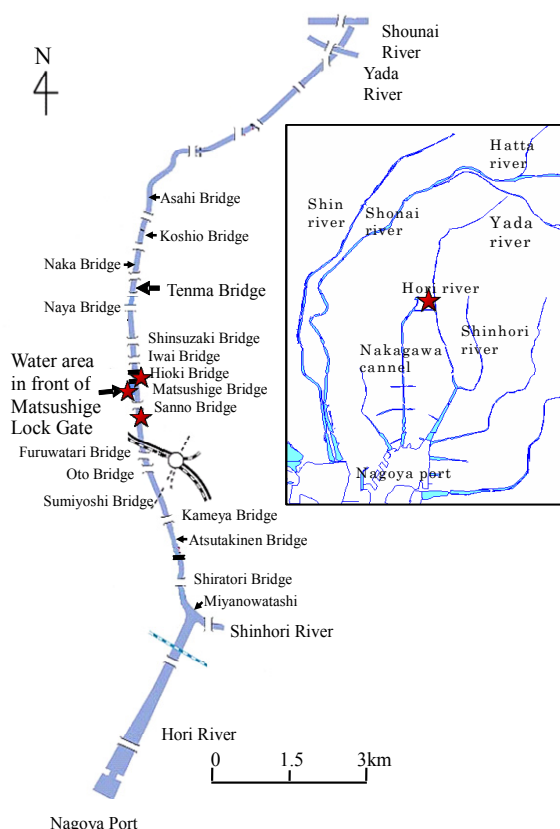 Shounai
River
N
Yada
River
Asahi Bridge
Koshio Bridge
Naka Bridge
Tenma Bridge
Naya Bridge
Shinsuzaki Bridge
Iwai Bridge
Hioki Bridge
Water area
in front of
Matsushige
Lock Gate
Matsushige Bridge
Sanno Bridge
Furuwatari Bridge
Oto Bridge
Sumiyoshi Bridge
Kameya Bridge
Atsutakinen Bridge
Shiratori Bridge
Miyanowatashi
Shinhori River
Hori River
0 1.5 3km
Nagoya Port
Hatta
river
Shin
river
Shonai
river
Yada
river
Hori river
Shinhori
river
Nakagawa
cannel
Nagoya port